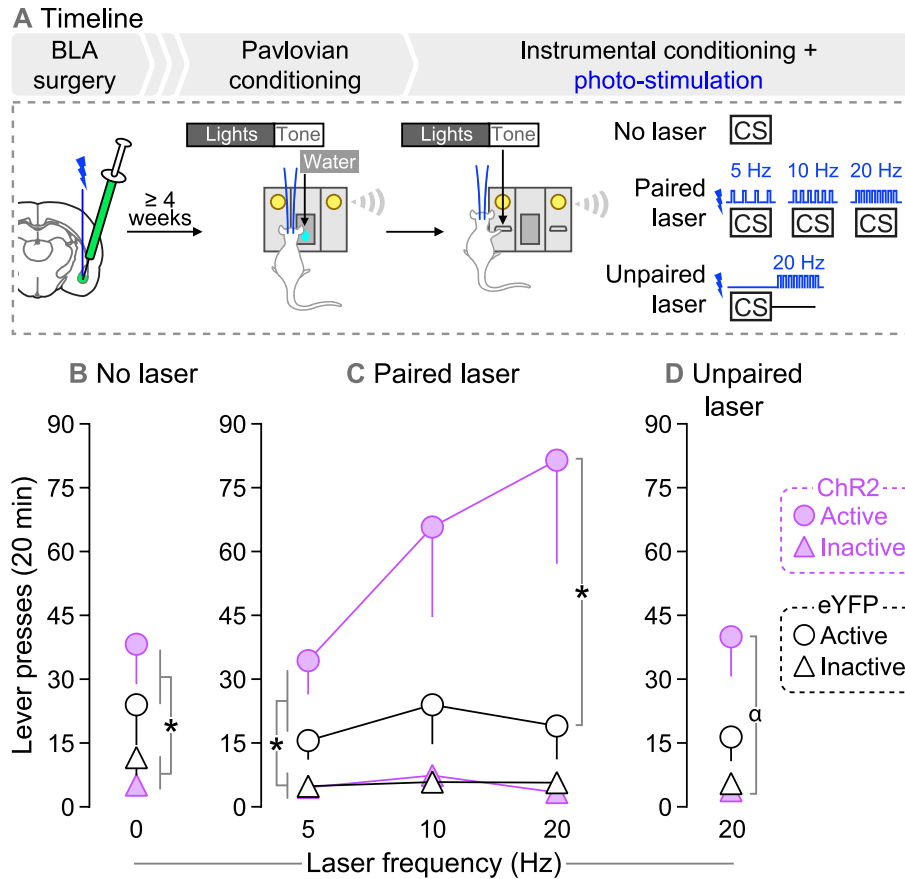 A Timeline
BLA surgery
Pavlovian conditioning
Instrumental conditioning + photo-stimulation
≥ 4 weeks
Lights Tone
Water
Lights Tone
No laser
CS
Paired laser
5 Hz 10 Hz 20 Hz
CS CS CS
Unpaired laser
20 Hz
CS
B No laser
C Paired laser
D Unpaired laser
Lever presses (20 min)
90
75
60
45
30
15
0
*
0
90
75
60
45
30
15
0
*
*
5 10 20
90
75
60
45
30
15
0
α
20
Laser frequency (Hz)
ChR2
Active
Inactive
eYFP
Active
Inactive